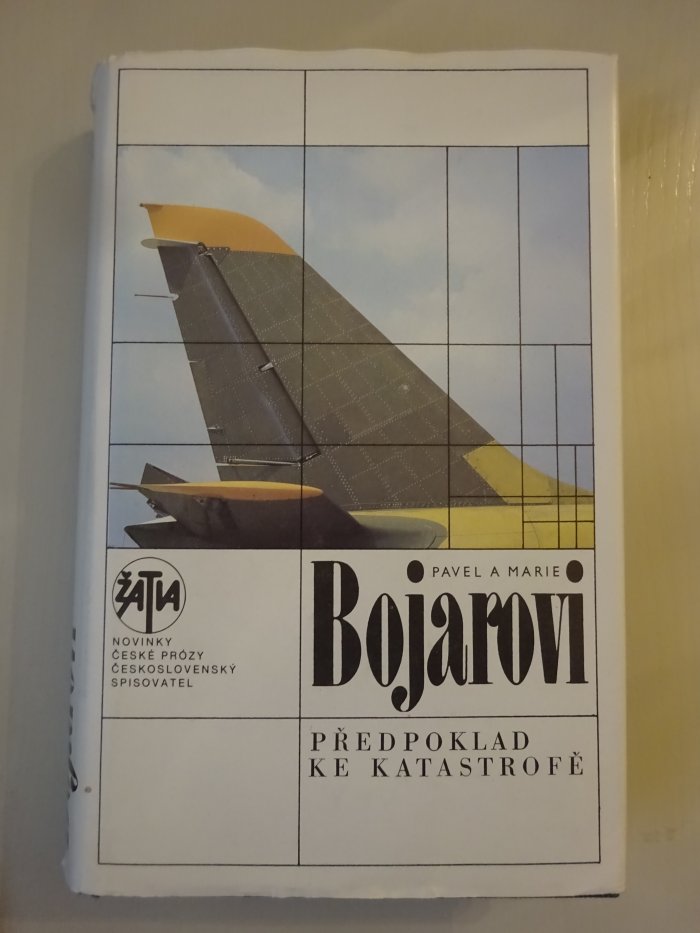 ŽATVA
NOVINKY
ČESKÉ PRÓZY
ČESKOSLOVENSKÝ
SPISOVATEL
PAVEL A MARIE
Bojarovi
PŘEDPOKLAD
KE KATASTROFĚ